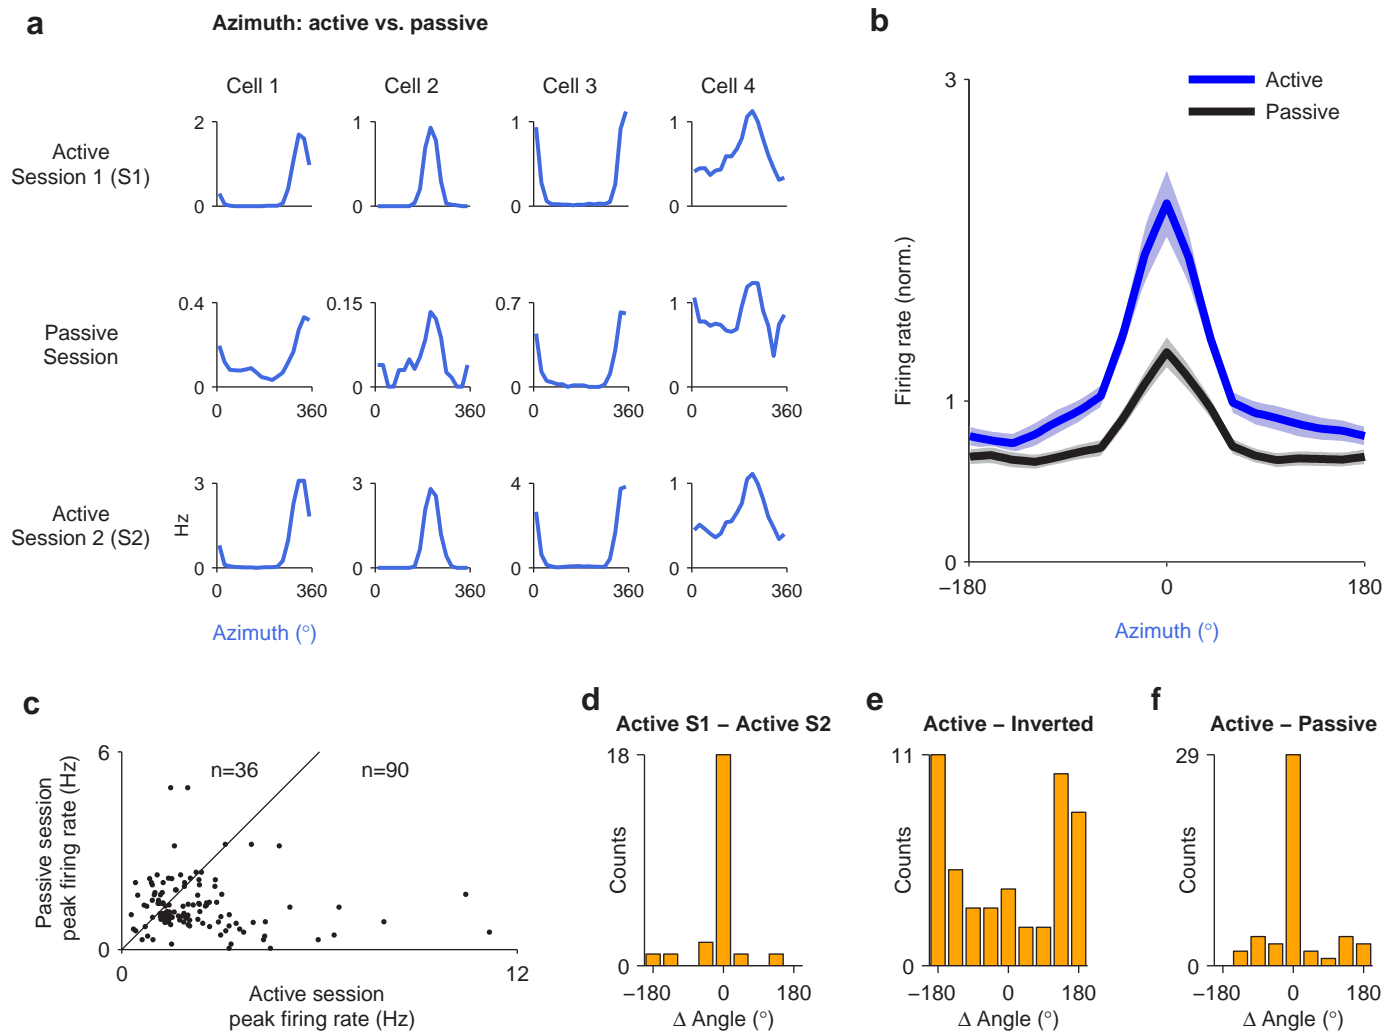 a
Azimuth: active vs. passive
Cell 1
Cell 2
Cell 3
Cell 4
Active
Session 1 (S1)
2
0
1
0
1
0
1
0
Passive
Session
0.4
0
0.15
0
0.7
0
1
0
0
360
0
360
0
360
0
360
Active
Session 2 (S2)
Hz
3
0
3
0
4
0
1
0
0
360
0
360
0
360
0
360
Azimuth (°)
b
Active
Passive
Firing rate (norm.)
3
1
0
−180
0
180
Azimuth (°)
c
Passive session
peak firing rate (Hz)
6
0
n=36
n=90
0
12
Active session
peak firing rate (Hz)
d
Active S1 − Active S2
18
0
Counts
−180
0
180
Δ Angle (°)
e
Active − Inverted
11
0
Counts
−180
0
180
Δ Angle (°)
f
Active − Passive
29
0
Counts
−180
0
180
Δ Angle (°)